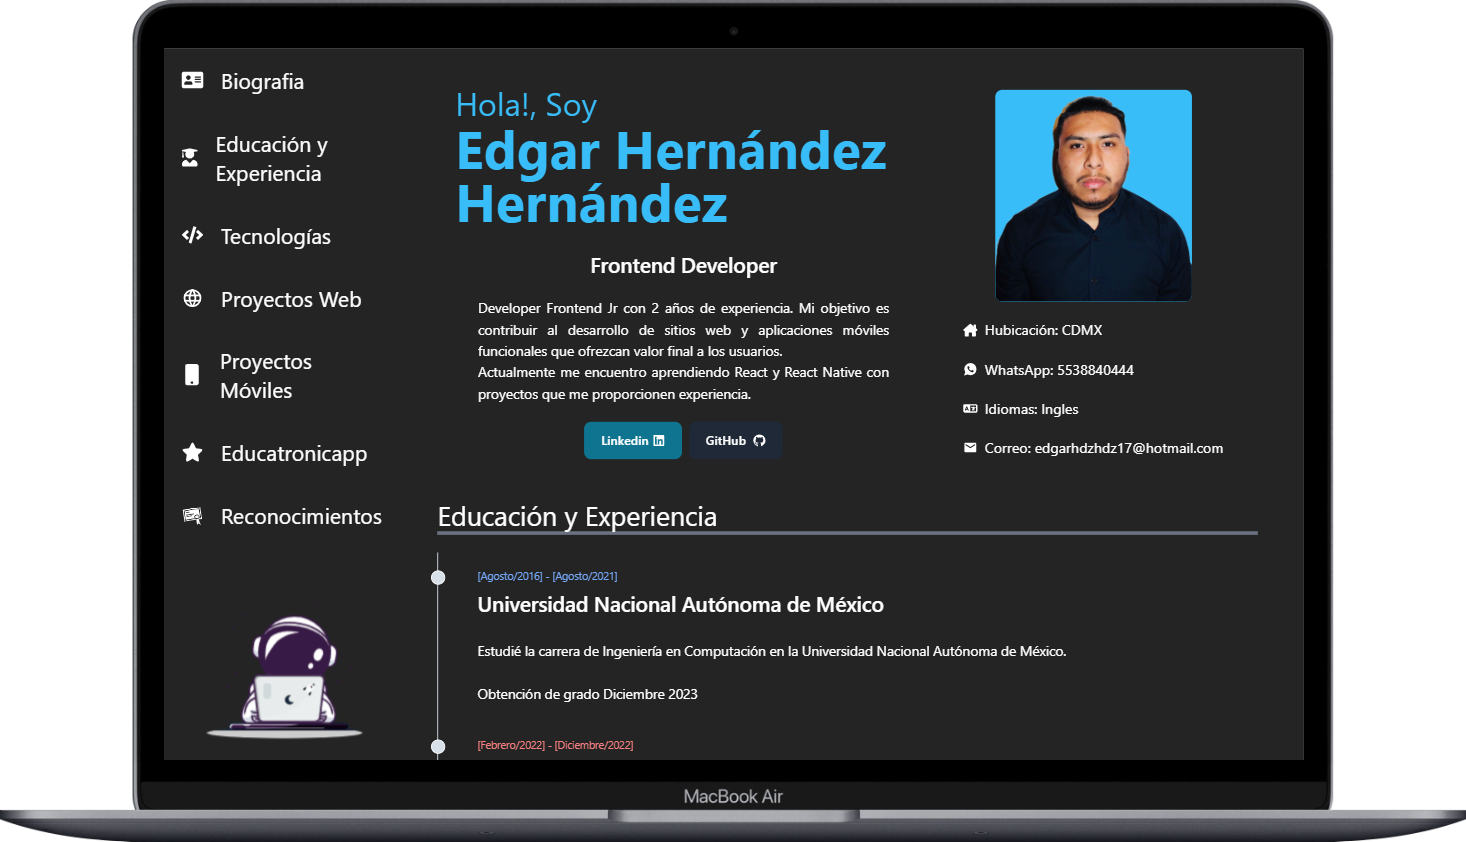 Biografia
Educación y
Experiencia
Tecnologías
Proyectos Web
Proyectos
Móviles
Educatronicapp
Reconocimientos
Hola!, Soy
Edgar Hernández
Hernández
Frontend Developer
Developer Frontend Jr con 2 años de experiencia. Mi objetivo es
contribuir al desarrollo de sitios web y aplicaciones móviles
funcionales que ofrezcan valor final a los usuarios.
Actualmente me encuentro aprendiendo React y React Native con
proyectos que me proporcionen experiencia.
Linkedin
GitHub
Hubicación: CDMX
WhatsApp: 5538840444
Idiomas: Ingles
Correo: edgarhdzhdz17@hotmail.com
Educación y Experiencia
[Agosto/2016] - [Agosto/2021]
Universidad Nacional Autónoma de México
Estudié la carrera de Ingeniería en Computación en la Universidad Nacional Autónoma de México.
Obtención de grado Diciembre 2023
[Febrero/2022] - [Diciembre/2022]
MacBook Air